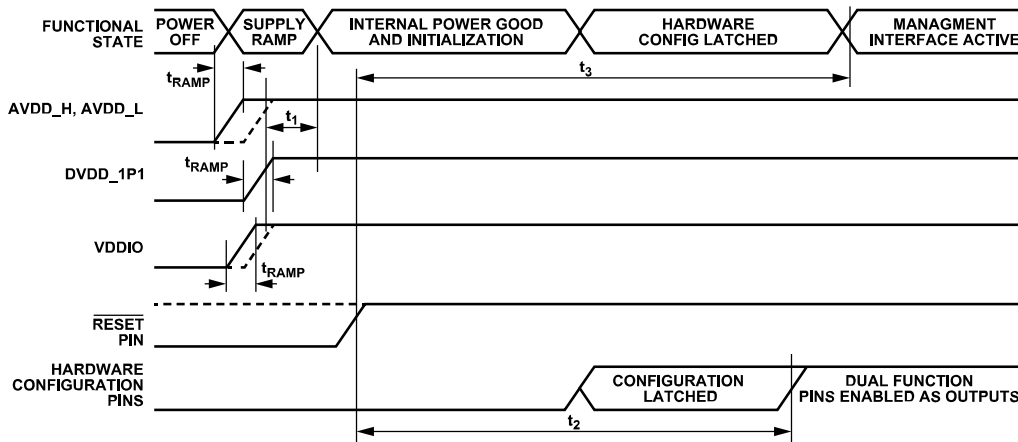 FUNCTIONAL
STATE
POWER
OFF
SUPPLY
RAMP
INTERNAL POWER GOOD
AND INITIALIZATION
HARDWARE
CONFIG LATCHED
MANAGMENT
INTERFACE ACTIVE
tRAMP
t3
AVDD_H, AVDD_L
t1
tRAMP
DVDD_1P1
VDDIO
tRAMP
RESET
PIN
HARDWARE
CONFIGURATION
PINS
CONFIGURATION
LATCHED
DUAL FUNCTION
PINS ENABLED AS OUTPUTS
t2